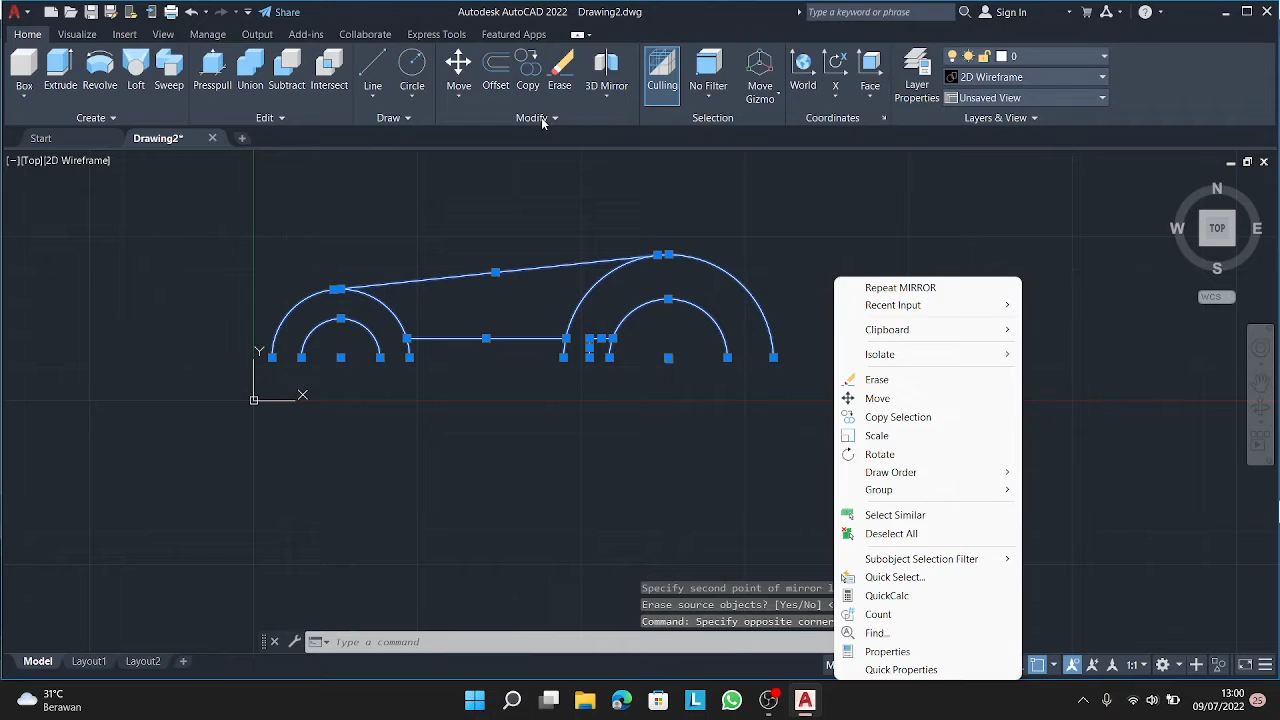 Share
Autodesk AutoCAD 2022 Drawing2.dwg
Type a keyword or phrase
Sign In
Home Visualize Insert View Manage Output Add-ins Collaborate Express Tools Featured Apps
Box Extrude Revolve Loft Sweep
Presspull Union Subtract Intersect
Line Circle
Move Offset Copy Erase 3D Mirror
Culling No Filter Move Gizmo
World X Face
Layer Properties
0
2D Wireframe
Unsaved View
Create Edit Draw Modify Selection Coordinates Layers & View
Start Drawing2*
[−][Top][2D Wireframe]
N
W TOP E
S
WCS
Y
X
Repeat MIRROR
Recent Input
Clipboard
Isolate
Erase
Move
Copy Selection
Scale
Rotate
Draw Order
Group
Select Similar
Deselect All
Subobject Selection Filter
Quick Select...
QuickCalc
Count
Find...
Properties
Quick Properties
Specify second point of mirror l
Erase source objects? [Yes/No] <
Command: Specify opposite corner
Type a command
Model Layout1 Layout2
1:1
31°C
Berawan
13:00
09/07/2022
25